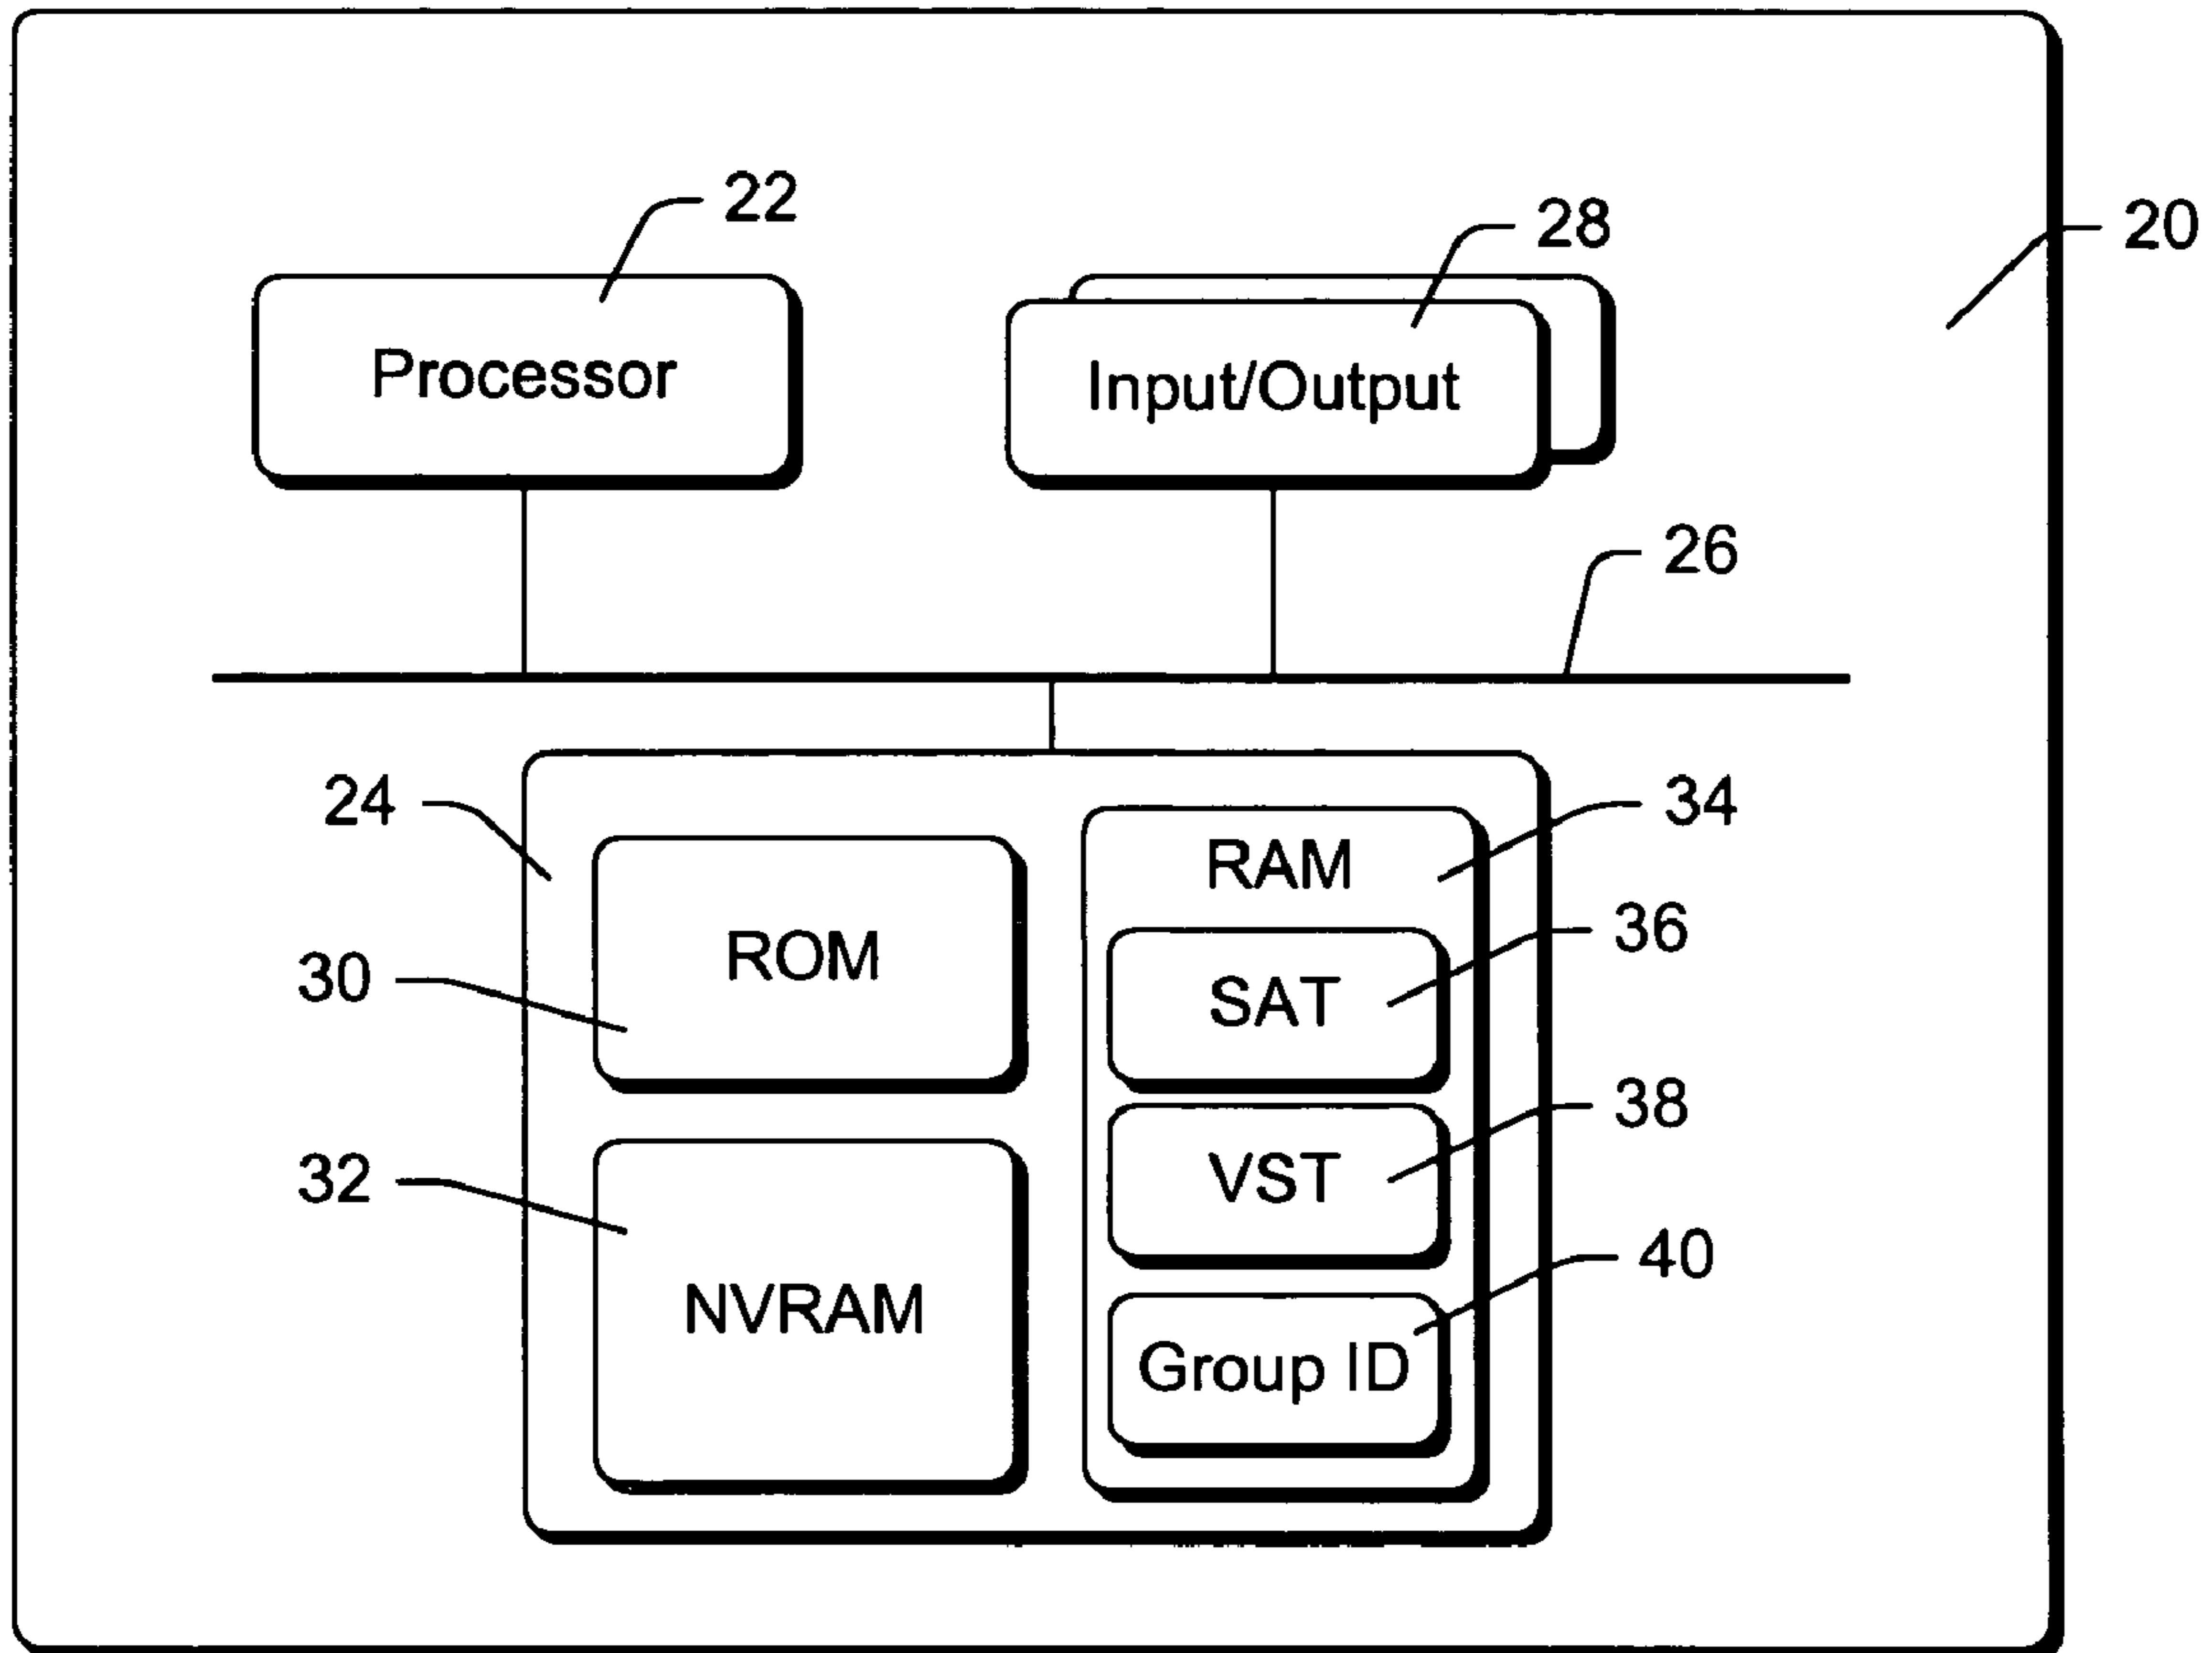 22
28
20
Processor
Input/Output
26
24
34
RAM
36
ROM
30
SAT
38
32
VST
40
NVRAM
Group ID